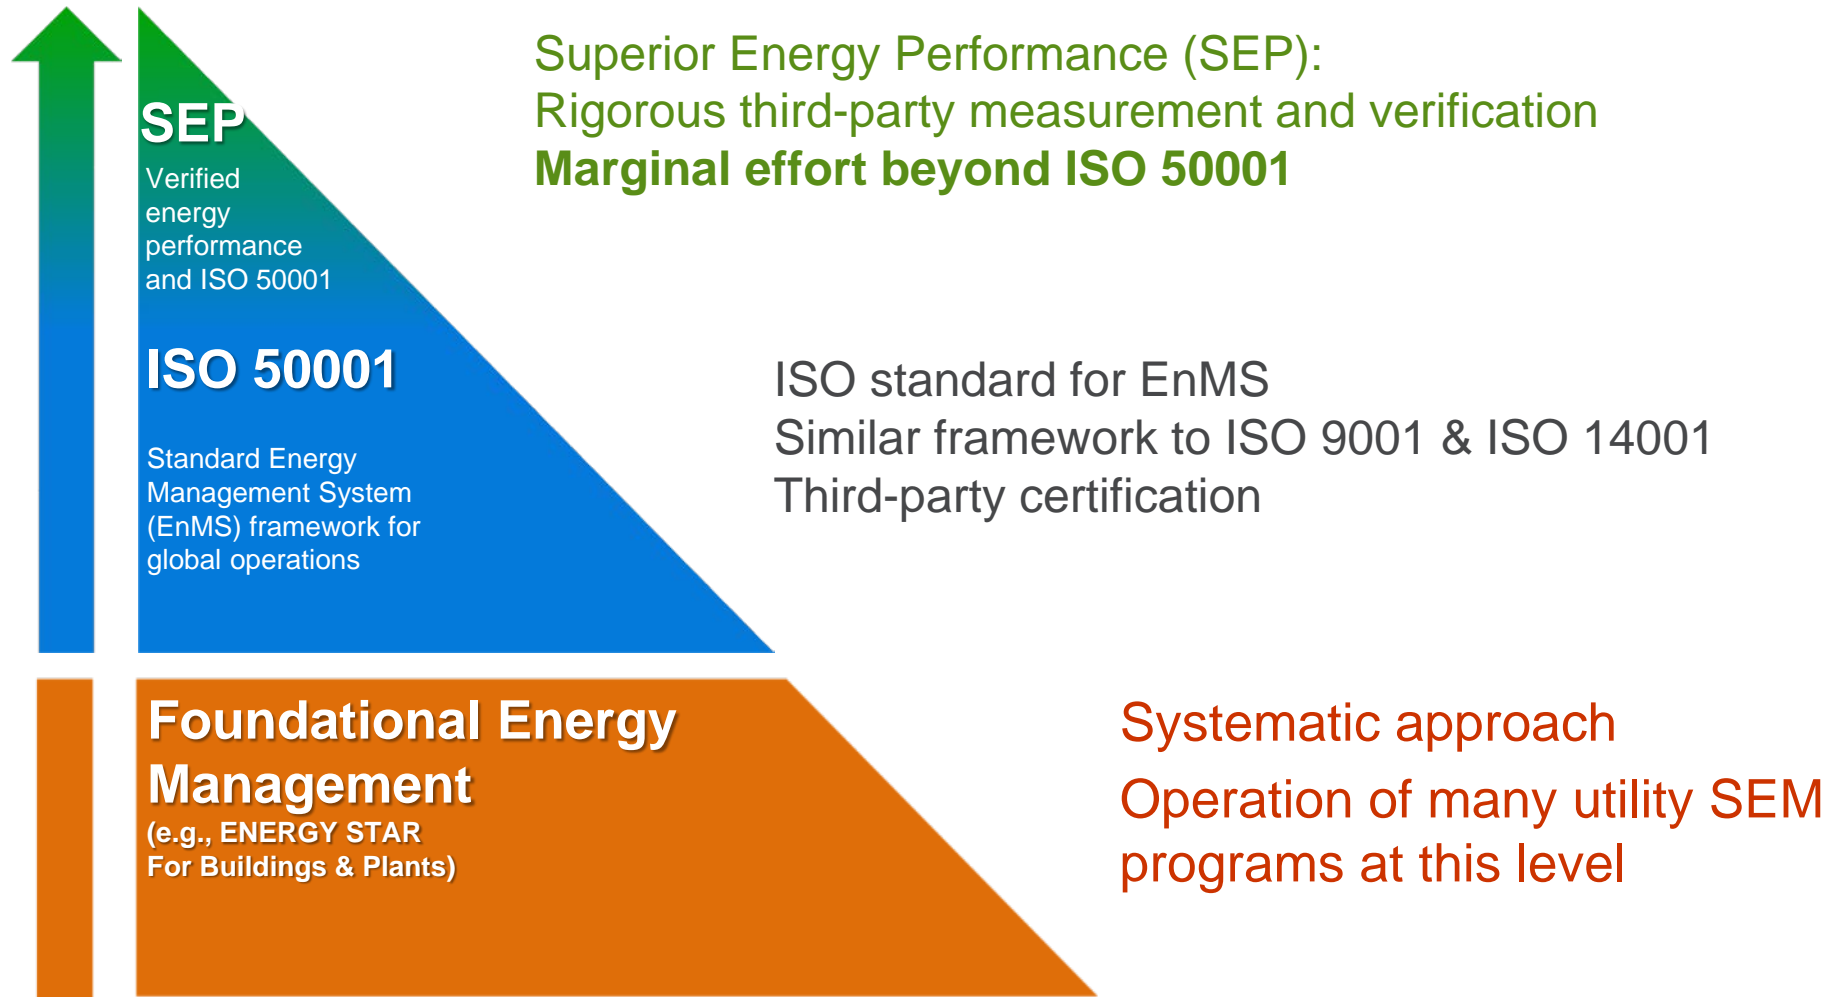 SEP
Verified
energy
performance
and ISO 50001
Superior Energy Performance (SEP):
Rigorous third-party measurement and verification
Marginal effort beyond ISO 50001
ISO 50001
Standard Energy
Management System
(EnMS) framework for
global operations
ISO standard for EnMS
Similar framework to ISO 9001 & ISO 14001
Third-party certification
Foundational Energy
Management
(e.g., ENERGY STAR
For Buildings & Plants)
Systematic approach
Operation of many utility SEM
programs at this level